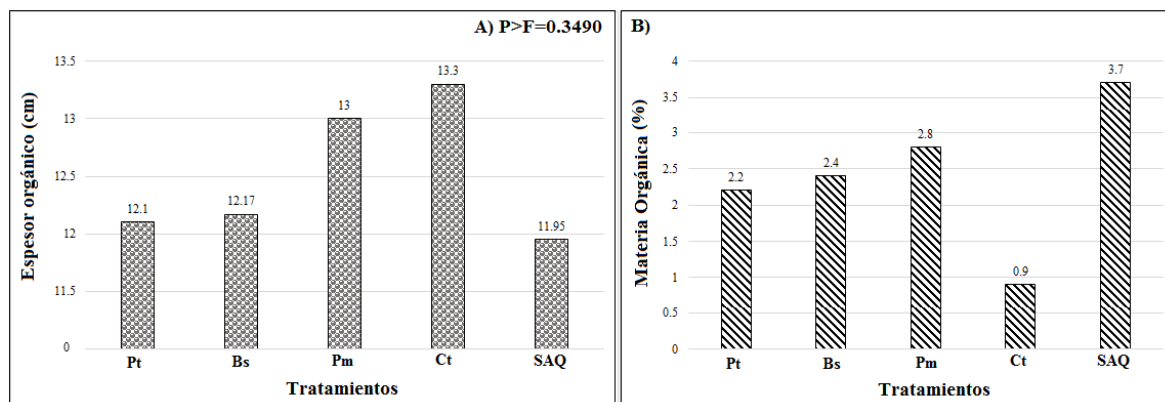 A) P>F=0.3490
Espesor orgánico (cm)
13.5
13
12.5
12
11.5
0
12.1
12.17
13
13.3
11.95
Pt
Bs
Pm
Ct
SAQ
Tratamientos
B)
Materia Orgánica (%)
4
3.5
3
2.5
2
1.5
1
0.5
0
2.2
2.4
2.8
0.9
3.7
Pt
Bs
Pm
Ct
SAQ
Tratamientos